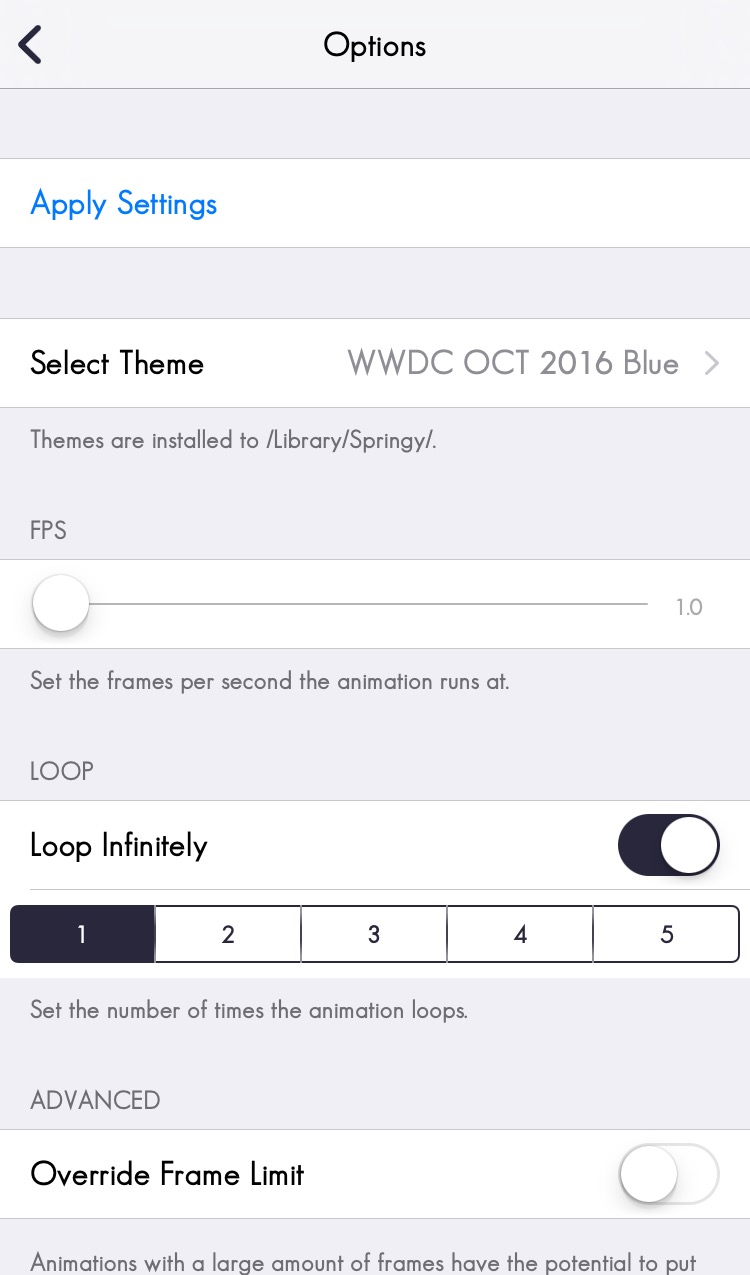 Options
Apply Settings
Select Theme WWDC OCT 2016 Blue
Themes are installed to /Library/Springy/.
FPS
1.0
Set the frames per second the animation runs at.
LOOP
Loop Infinitely
1 2 3 4 5
Set the number of times the animation loops.
ADVANCED
Override Frame Limit
Animations with a large amount of frames have the potential to put